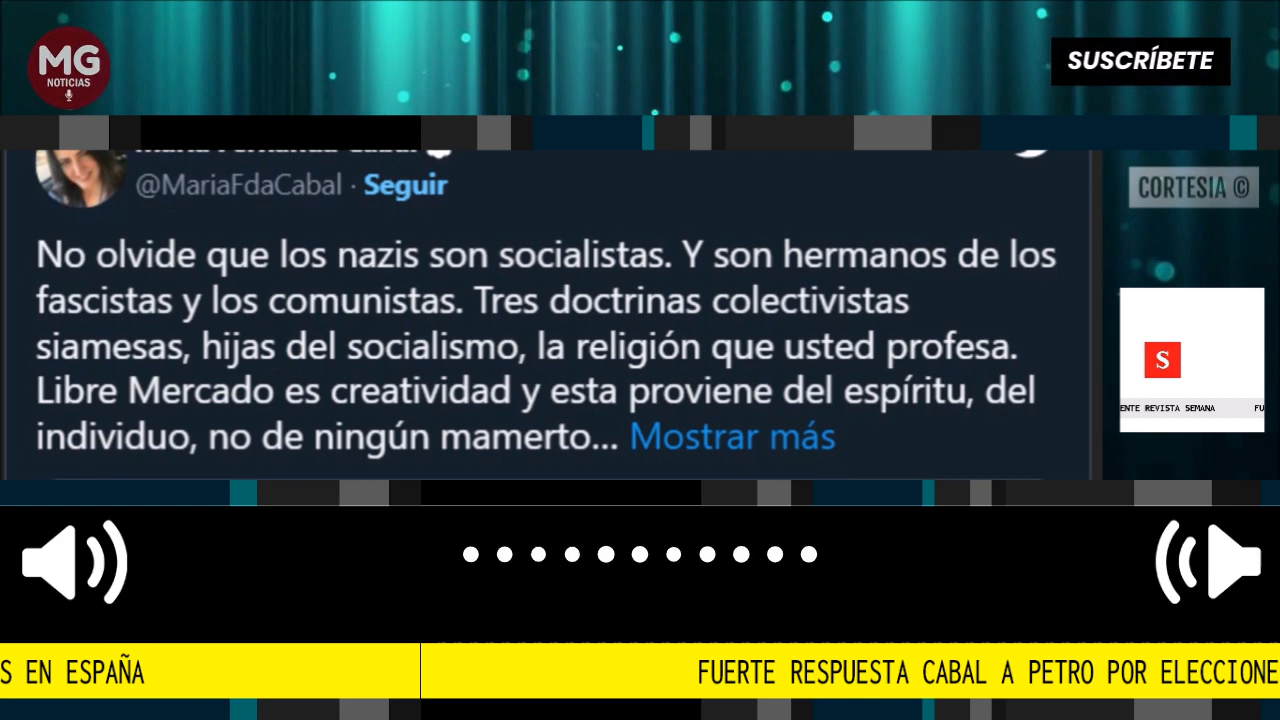 MG
NOTICIAS
SUSCRÍBETE
@MariaFdaCabal · Seguir
CORTESIA ©
No olvide que los nazis son socialistas. Y son hermanos de los
fascistas y los comunistas. Tres doctrinas colectivistas
siamesas, hijas del socialismo, la religión que usted profesa.
Libre Mercado es creatividad y esta proviene del espíritu, del
individuo, no de ningún mamerto... Mostrar más
S
ENTE REVISTA SEMANA FU
S EN ESPAÑA
FUERTE RESPUESTA CABAL A PETRO POR ELECCIONE